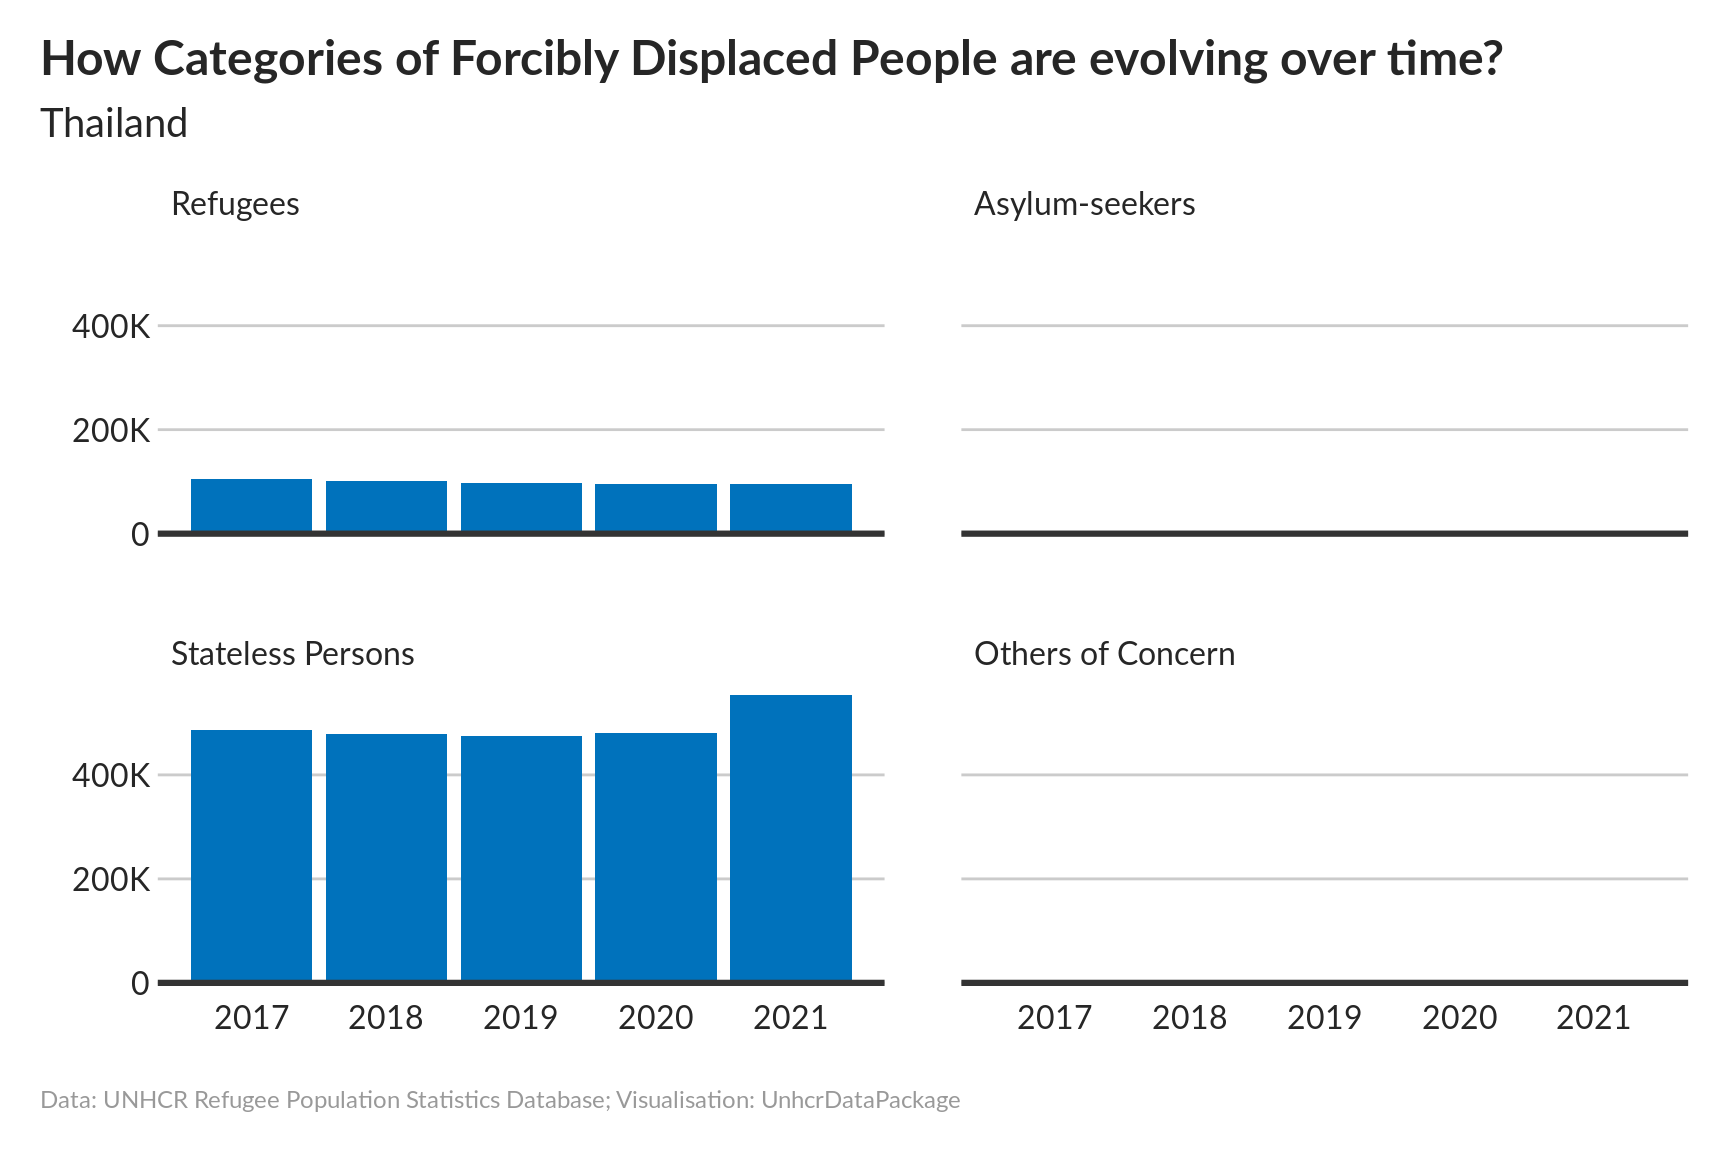 How Categories of Forcibly Displaced People are evolving over time?
Thailand
Refugees
Asylum-seekers
400K
200K
0
Stateless Persons
Others of Concern
400K
200K
0
2017 2018 2019 2020 2021
2017 2018 2019 2020 2021
Data: UNHCR Refugee Population Statistics Database; Visualisation: UnhcrDataPackage